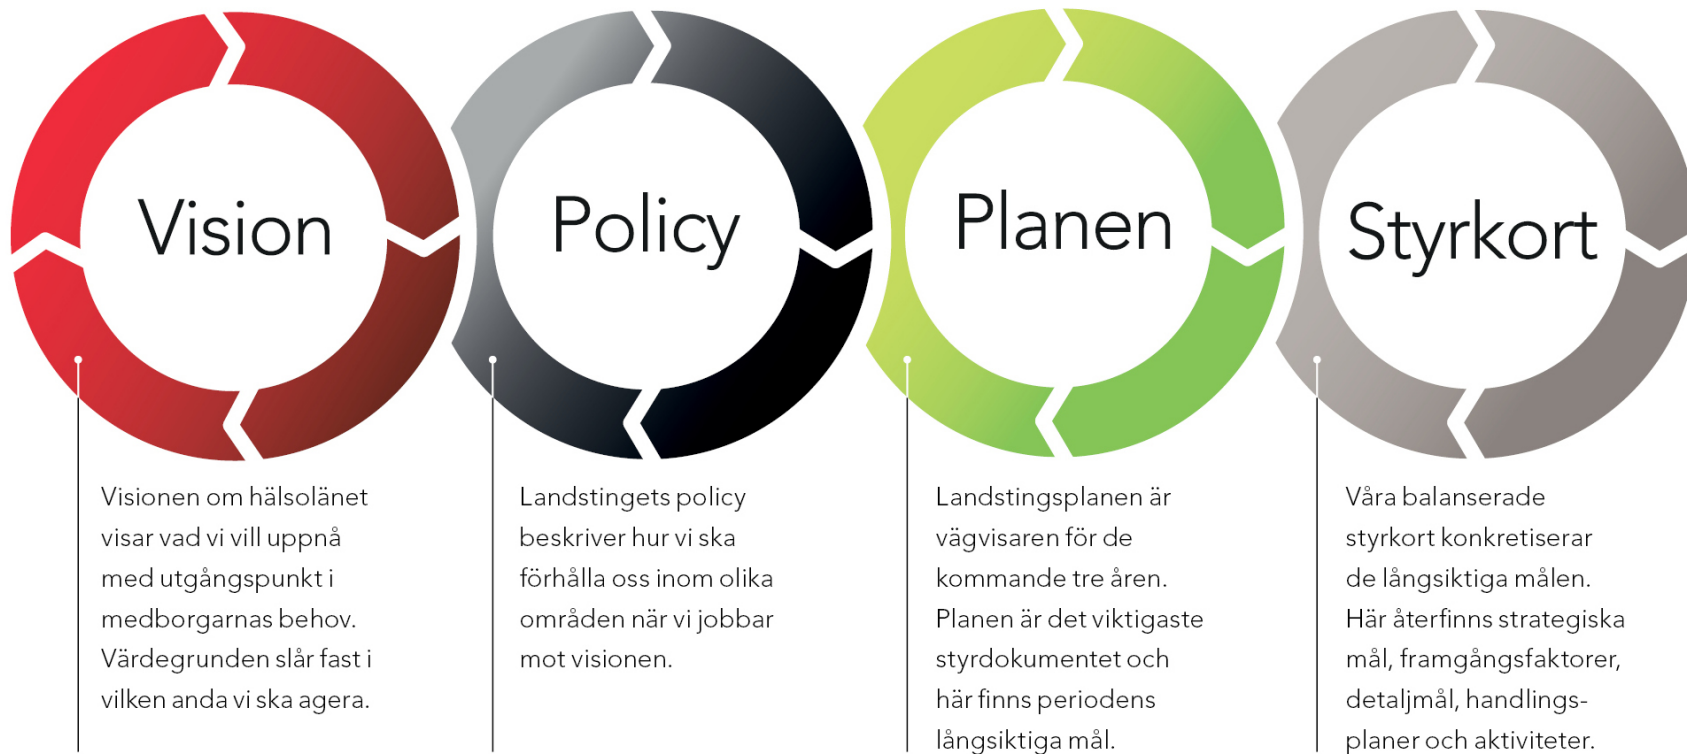 Vision
Policy
Planen
Styrkort
Visionen om hälsolänet
visar vad vi vill uppnå
med utgångspunkt i
medborgarnas behov.
Värdegrunden slår fast i
vilken anda vi ska agera.
Landstingets policy
beskriver hur vi ska
förhålla oss inom olika
områden när vi jobbar
mot visionen.
Landstingsplanen är
vägvisaren för de
kommande tre åren.
Planen är det viktigaste
styrdokumentet och
här finns periodens
långsiktiga mål.
Våra balanserade
styrkort konkretiserar
de långsiktiga målen.
Här återfinns strategiska
mål, framgångsfaktorer,
detaljmål, handlings-
planer och aktiviteter.